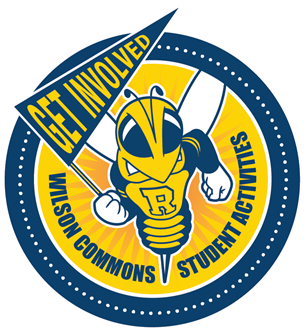 GET INVOLVED
R
WILSON COMMONS
STUDENT ACTIVITIES